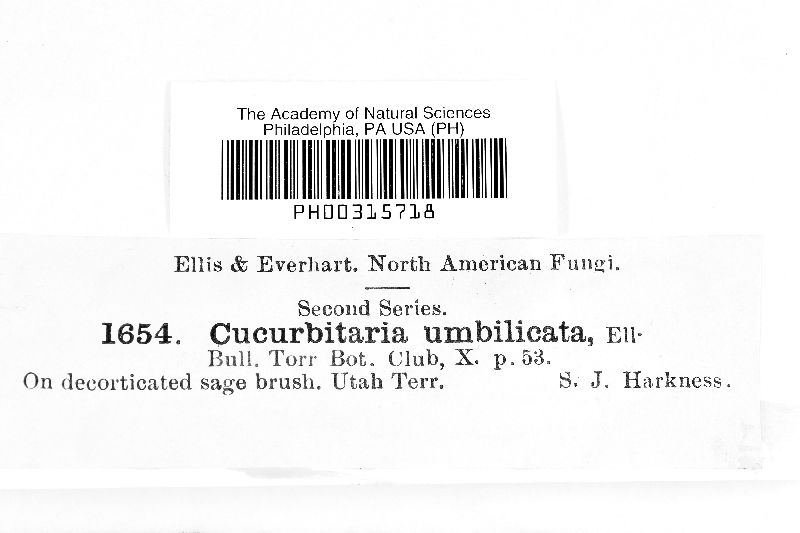 The Academy of Natural Sciences
Philadelphia, PA USA (PH)
PH00315718
Ellis & Everhart. North American Fungi.
Second Series.
1654. Cucurbitaria umbilicata, Ell·
Bull. Torr Bot. Club, X. p. 53.
On decorticated sage brush. Utah Terr. S. J. Harkness.